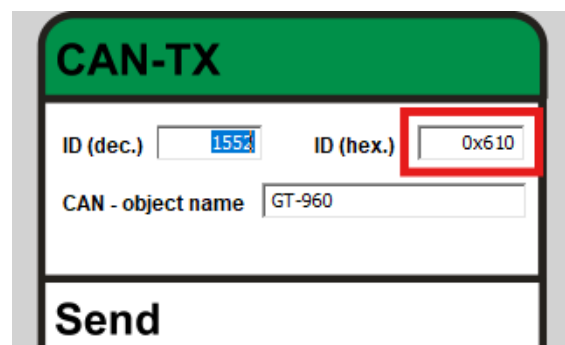 CAN-TX
ID (dec.) 1552 ID (hex.) 0x610
CAN - object name GT-960
Send